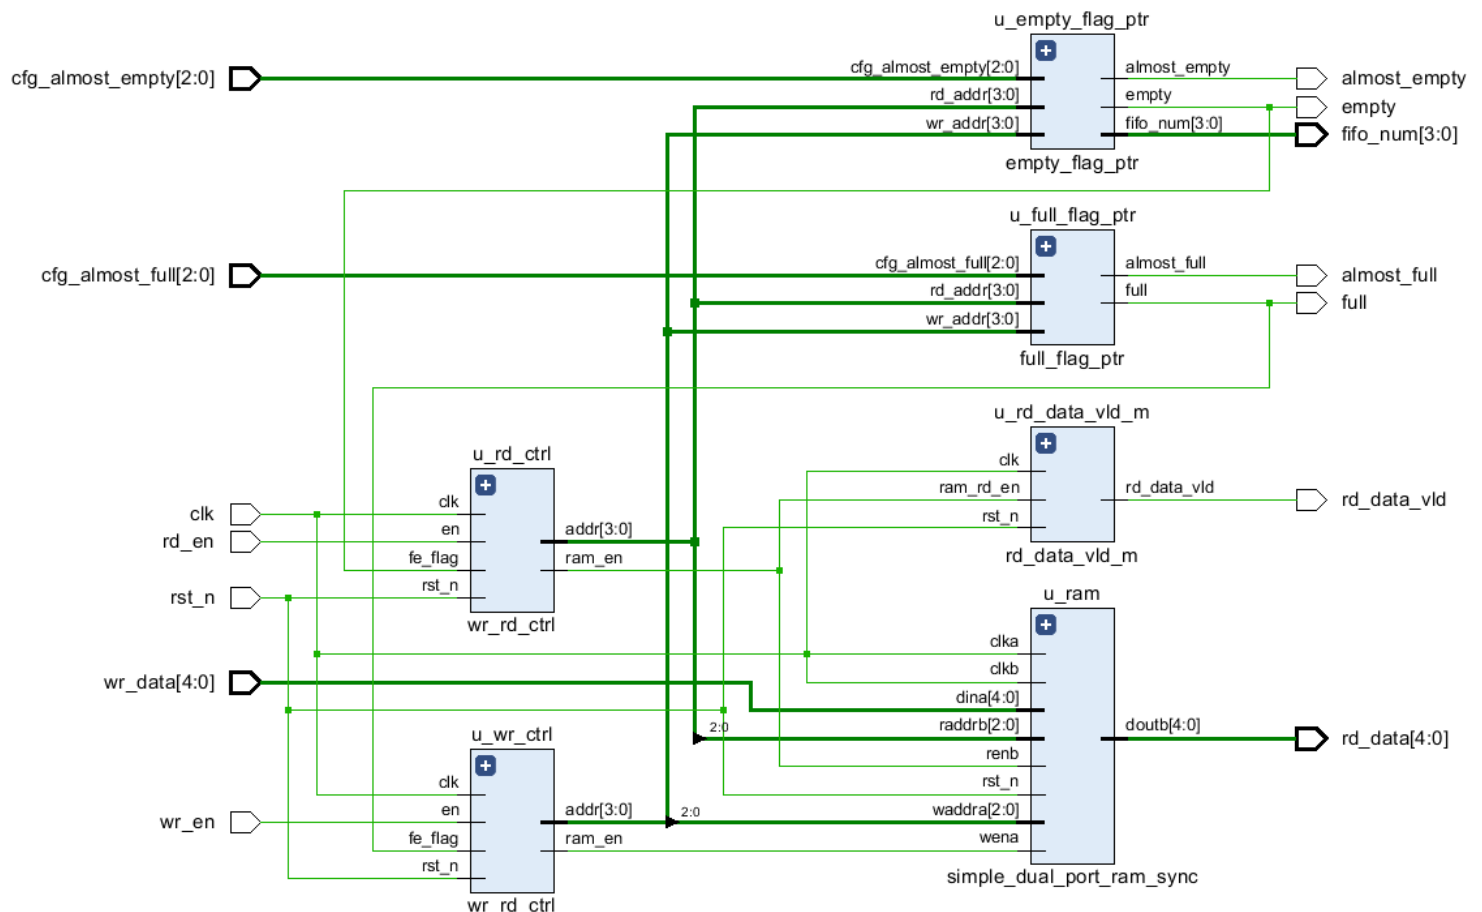 u_empty_flag_ptr
cfg_almost_empty[2:0]
cfg_almost_empty[2:0]
rd_addr[3:0]
wr_addr[3:0]
almost_empty
empty
fifo_num[3:0]
almost_empty
empty
fifo_num[3:0]
empty_flag_ptr
u_full_flag_ptr
cfg_almost_full[2:0]
cfg_almost_full[2:0]
rd_addr[3:0]
wr_addr[3:0]
almost_full
full
almost_full
full
full_flag_ptr
u_rd_data_vld_m
clk
ram_rd_en
rst_n
rd_data_vld
rd_data_vld
rd_data_vld_m
u_rd_ctrl
clk
rd_en
rst_n
clk
en
fe_flag
rst_n
addr[3:0]
ram_en
wr_rd_ctrl
u_ram
wr_data[4:0]
clka
clkb
dina[4:0]
2:0
raddrb[2:0]
renb
rst_n
2:0
waddra[2:0]
wena
doutb[4:0]
rd_data[4:0]
simple_dual_port_ram_sync
u_wr_ctrl
wr_en
clk
en
fe_flag
rst_n
addr[3:0]
ram_en
wr_rd_ctrl